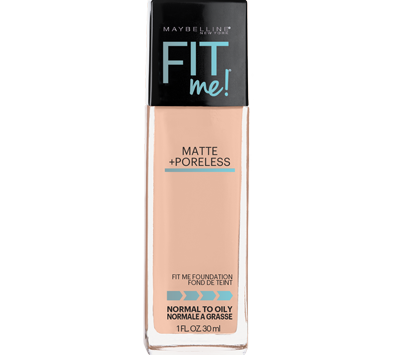 MAYBELLINE
NEW YORK
FIT
me!
MATTE
+PORELESS
FIT ME FOUNDATION
FOND DE TEINT
NORMAL TO OILY
NORMALE À GRASSE
1 FL. OZ. 30 ml